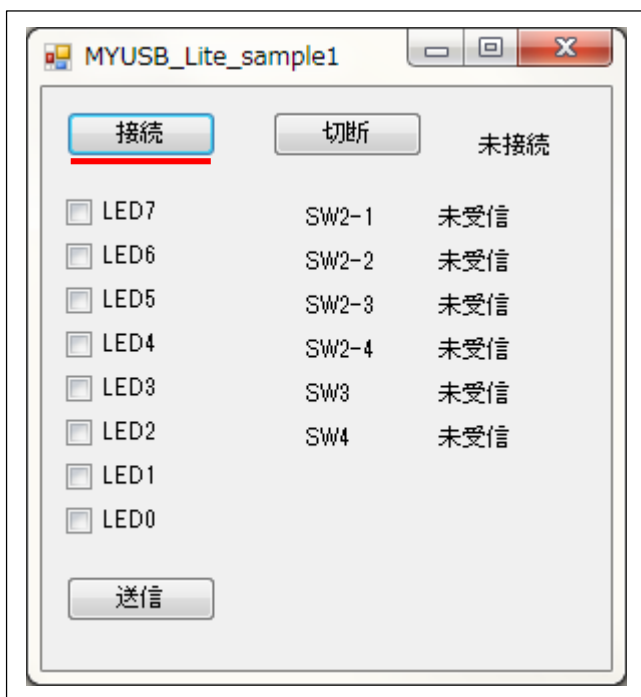 MYUSB_Lite_sample1
接続 切断 未接続
LED7 SW2-1 未受信
LED6 SW2-2 未受信
LED5 SW2-3 未受信
LED4 SW2-4 未受信
LED3 SW3 未受信
LED2 SW4 未受信
LED1
LED0
送信